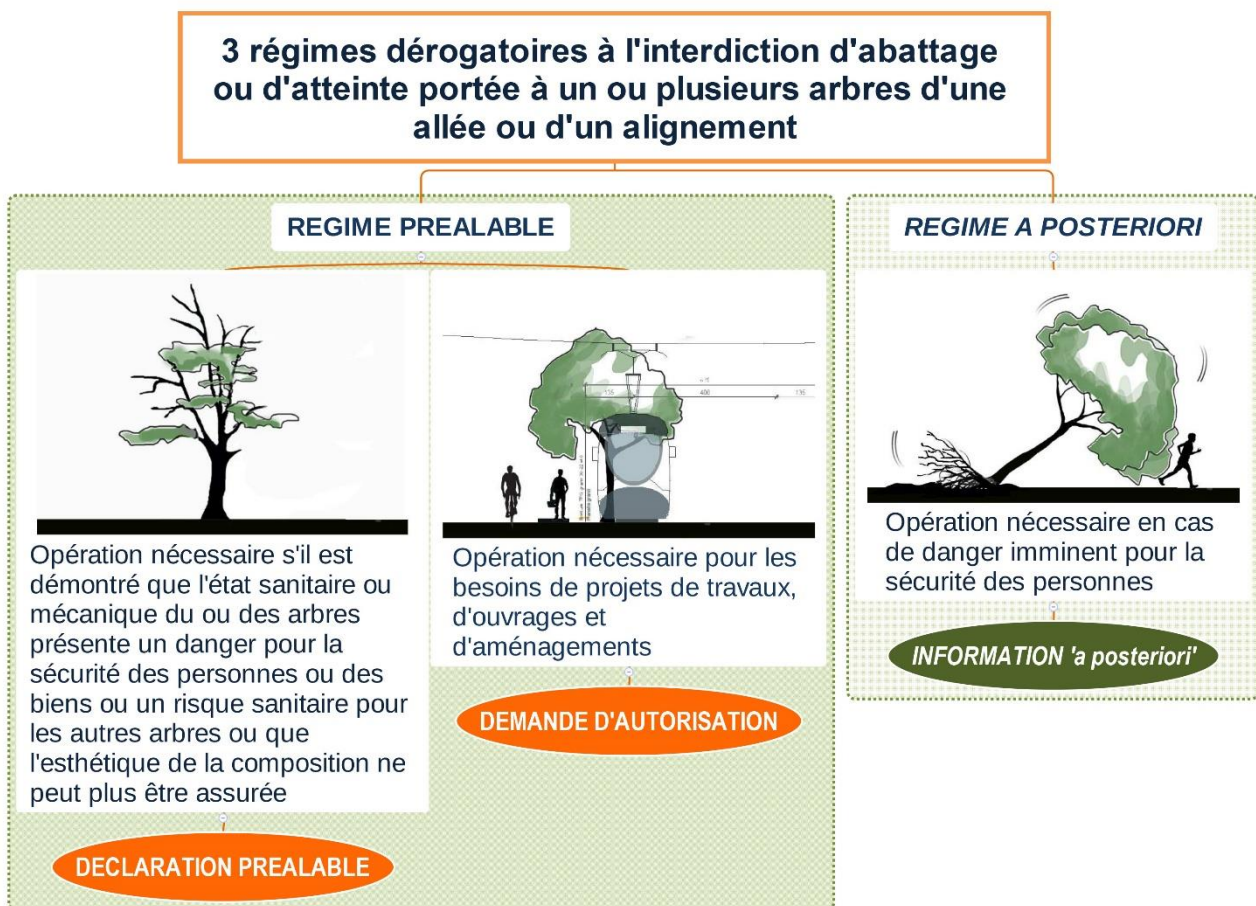 3 régimes dérogatoires à l'interdiction d'abattage
ou d'atteinte portée à un ou plusieurs arbres d'une
allée ou d'un alignement
REGIME PREALABLE
Opération nécessaire s'il est
démontré que l'état sanitaire ou
mécanique du ou des arbres
présente un danger pour la
sécurité des personnes ou des
biens ou un risque sanitaire pour
les autres arbres ou que
l'esthétique de la composition ne
peut plus être assurée
DECLARATION PREALABLE
Opération nécessaire pour les
besoins de projets de travaux,
d'ouvrages et
d'aménagements
DEMANDE D'AUTORISATION
REGIME A POSTERIORI
Opération nécessaire en cas
de danger imminent pour la
sécurité des personnes
INFORMATION 'a posteriori'